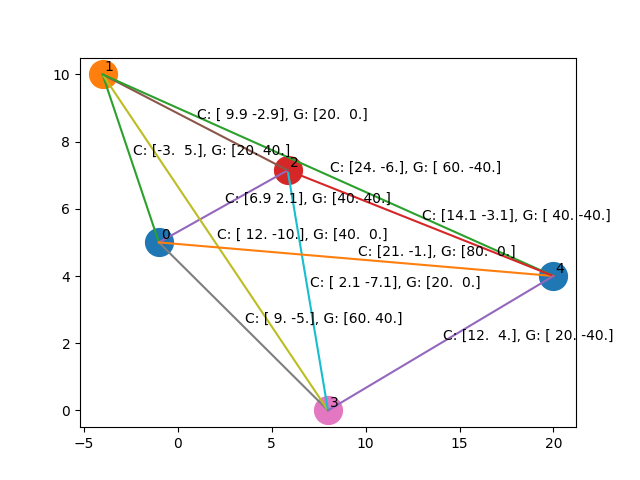 10
8
6
4
2
0
−5
0
5
10
15
20
1
C: [ 9.9 -2.9], G: [20.  0.]
C: [-3.  5.], G: [20. 40.]
2
C: [24. -6.], G: [ 60. -40.]
C: [6.9 2.1], G: [40. 40.]
C: [14.1 -3.1], G: [ 40. -40.]
0
C: [ 12. -10.], G: [40.  0.]
C: [21. -1.], G: [80.  0.]
4
C: [ 2.1 -7.1], G: [20.  0.]
C: [ 9. -5.], G: [60. 40.]
C: [12.  4.], G: [ 20. -40.]
3